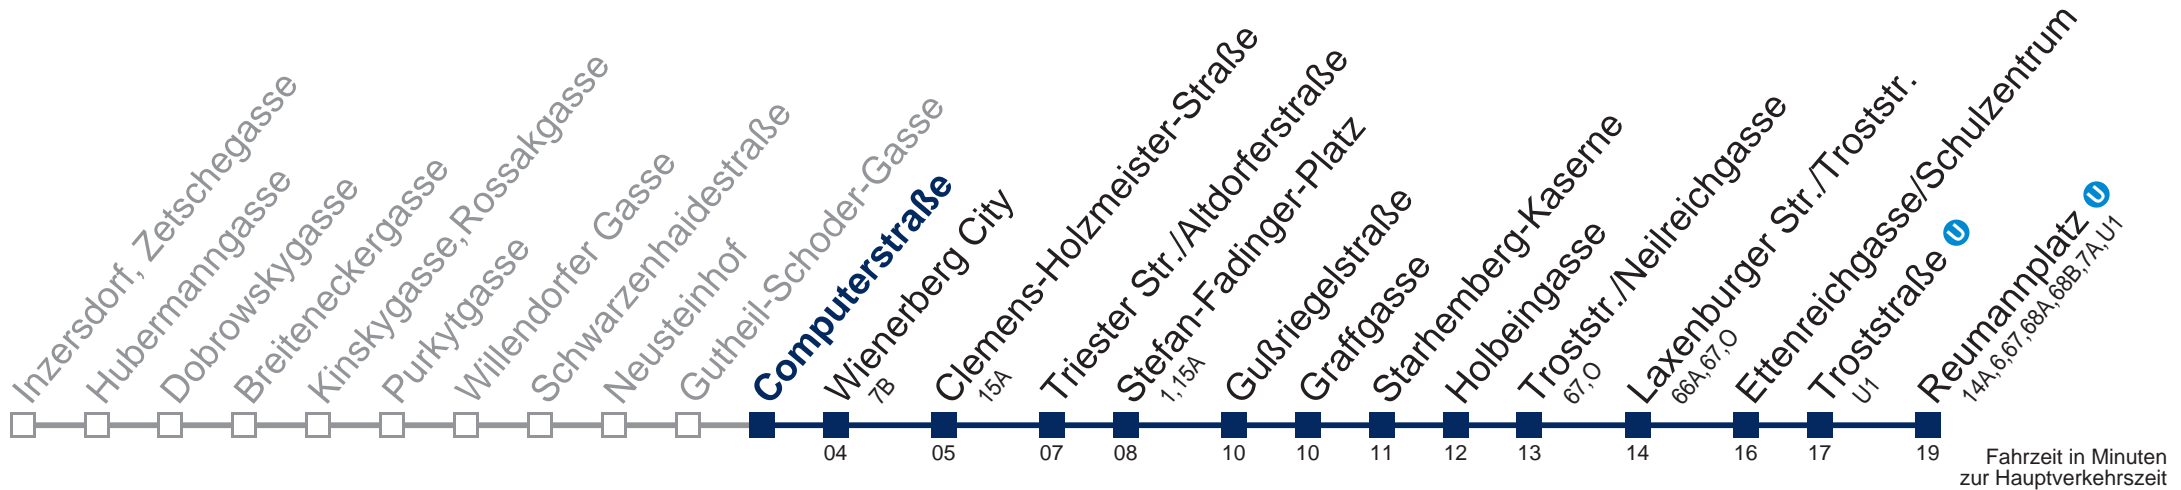 Inzersdorf, Zetschegasse
Hubermanngasse
Dobrowskygasse
Breiteneckergasse
Kinskygasse,Rossakgasse
Purkytgasse
Willendorfer Gasse
Schwarzenhaidestraße
Neusteinhof
Gutheil-Schoder-Gasse
Computerstraße
Wienerberg City
7B
Clemens-Holzmeister-Straße
15A
Triester Str./Altdorferstraße
Stefan-Fadinger-Platz
1,15A
Gußriegelstraße
Graffgasse
Starhemberg-Kaserne
Holbeingasse
Troststr./Neilreichgasse
67,O
Laxenburger Str./Troststr.
66A,67,O
Ettenreichgasse/Schulzentrum
Troststraße U
U1
Reumannplatz U
14A,6,67,68A,68B,7A,U1
04 05 07 08 10 10 11 12 13 14 16 17 19
Fahrzeit in Minuten
zur Hauptverkehrszeit